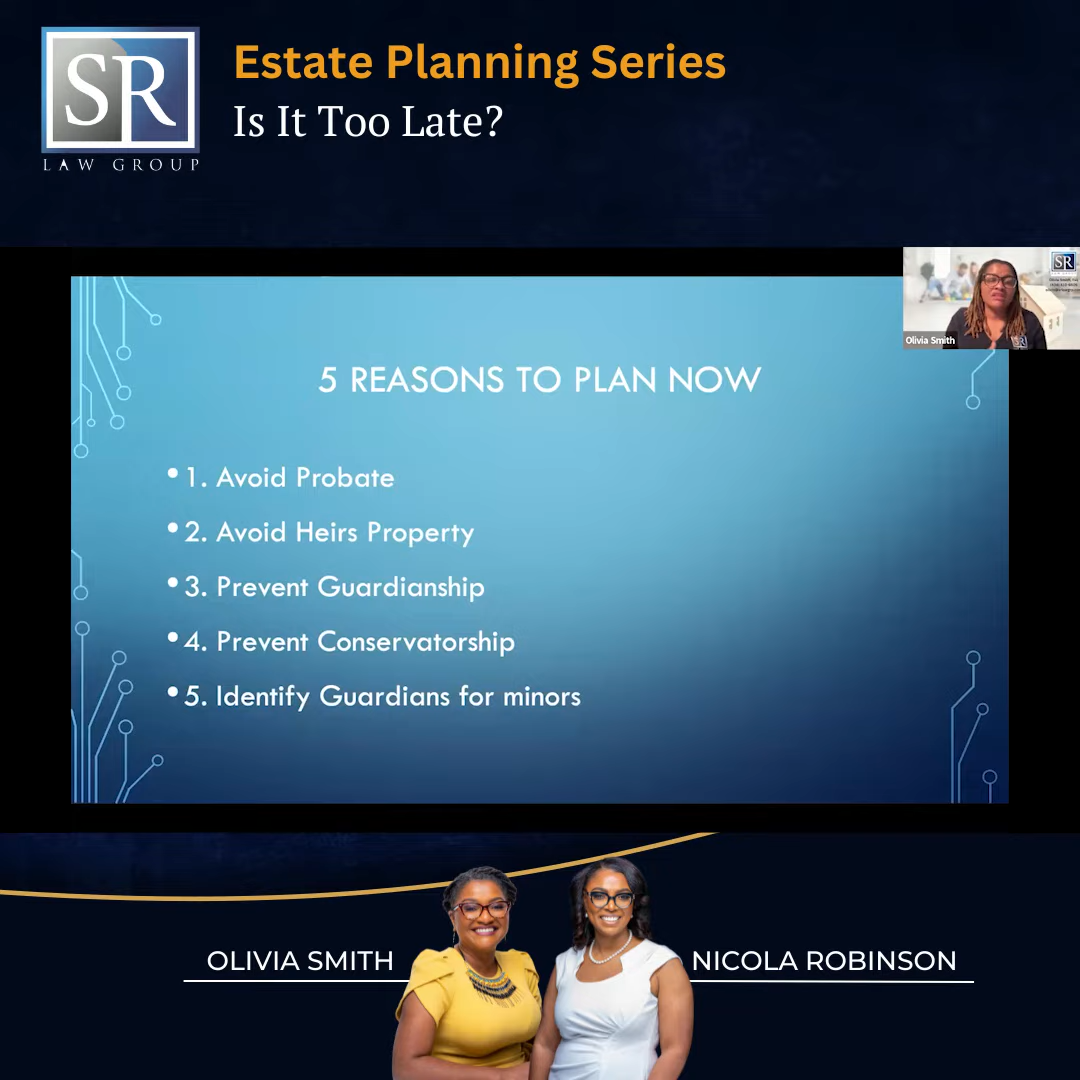 SR
LAW GROUP
Estate Planning Series
Is It Too Late?
SR
Olivia Smith
5 REASONS TO PLAN NOW
• 1. Avoid Probate
• 2. Avoid Heirs Property
• 3. Prevent Guardianship
• 4. Prevent Conservatorship
• 5. Identify Guardians for minors
OLIVIA SMITH
NICOLA ROBINSON